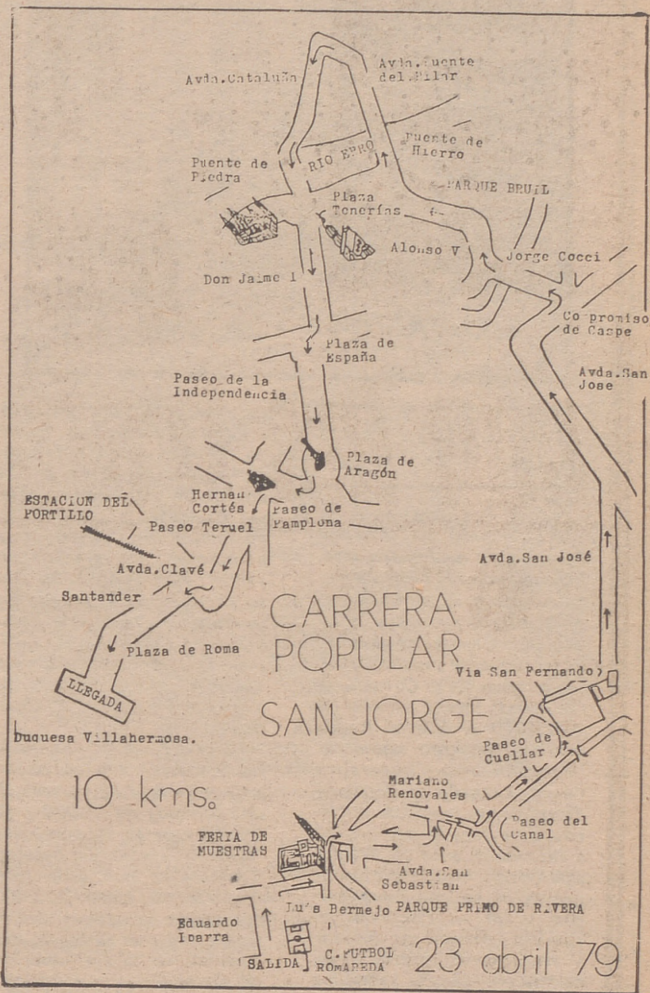 Avda.Cataluña
Avda.Puente
del Pilar
Puente de
Hierro
RIO EBRO
Puente de
Piedra
PARQUE BRUIL
Plaza
Tenerías
Alonso V
Jorge Cocci
Don Jaime I
Co promiso
de Caspe
Plaza de
España
Avda.San
Jose
Paseo de la
Independencia
Plaza de
Aragón
Hernan
Cortés
Paseo de
Pamplona
ESTACION DEL
PORTILLO
Paseo Teruel
Avda.San José
Avda.Clavé
Santander
CARRERA
POPULAR
SAN JORGE
Plaza de Roma
Via San Fernando
LLEGADA
Duquesa Villahermosa.
Paseo de
Cuellar
10 kms.
Mariano
Renovales
Paseo del
Canal
FERIA DE
MUESTRAS
Avda.San
Sebastian
Luis Bermejo
PARQUE PRIMO DE RIVERA
Eduardo
Ibarra
SALIDA
C.FUTBOL
ROMAREDA
23 abril 79